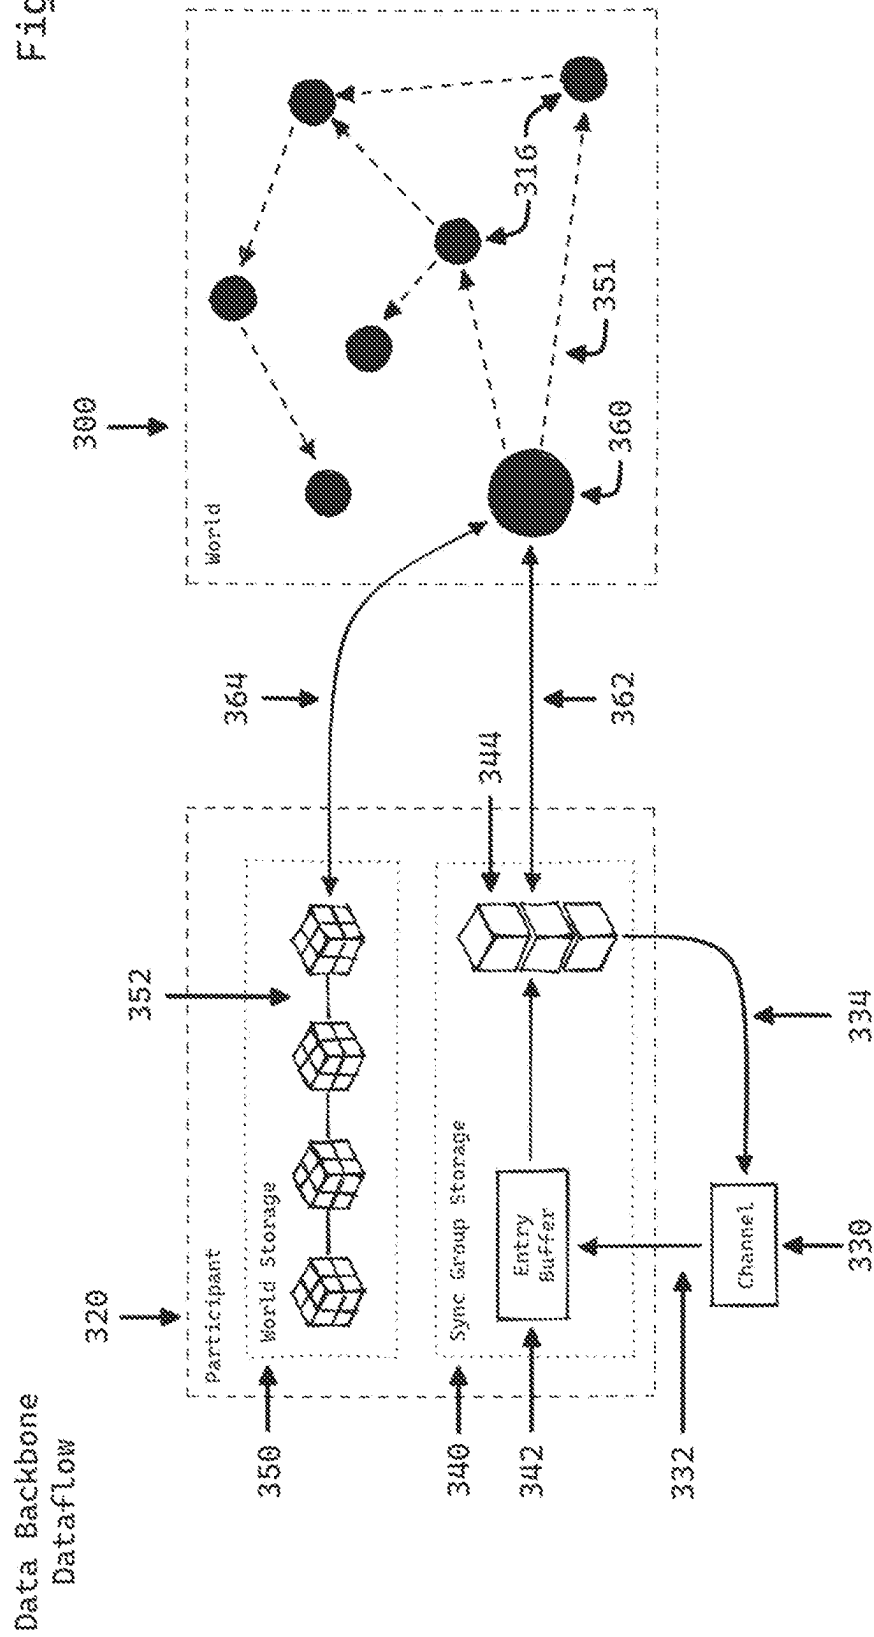 Data Backbone
Dataflow
Fig
320
352
364
300
Participant
World Storage
World
350
340
Sync Group Storage
344
316
342
Entry
Buffer
362
351
360
332
Channel
330
334